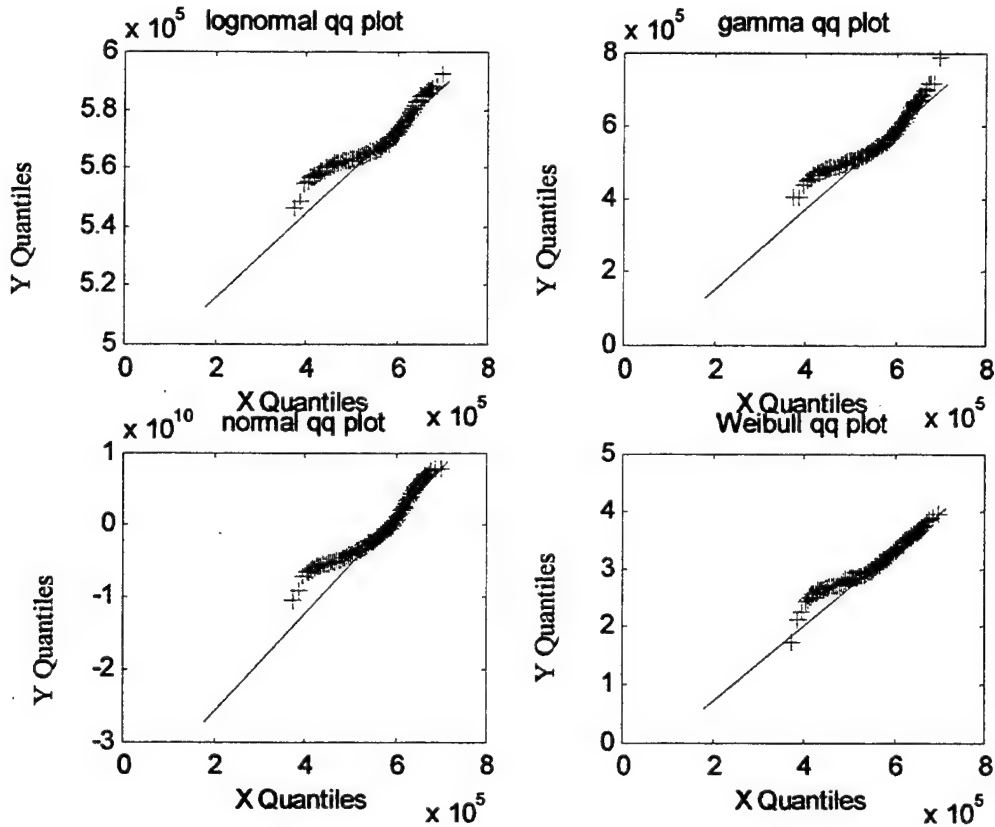 lognormal qq plot
x 10^5
6
5.8
5.6
5.4
5.2
5
0 2 4 6 8
Y Quantiles
X Quantiles
x 10^5
gamma qq plot
x 10^5
8
6
4
2
0
0 2 4 6 8
Y Quantiles
X Quantiles
x 10^5
normal qq plot
x 10^10
1
0
-1
-2
-3
0 2 4 6 8
Y Quantiles
X Quantiles
x 10^5
Weibull qq plot
5
4
3
2
1
0
0 2 4 6 8
Y Quantiles
X Quantiles
x 10^5